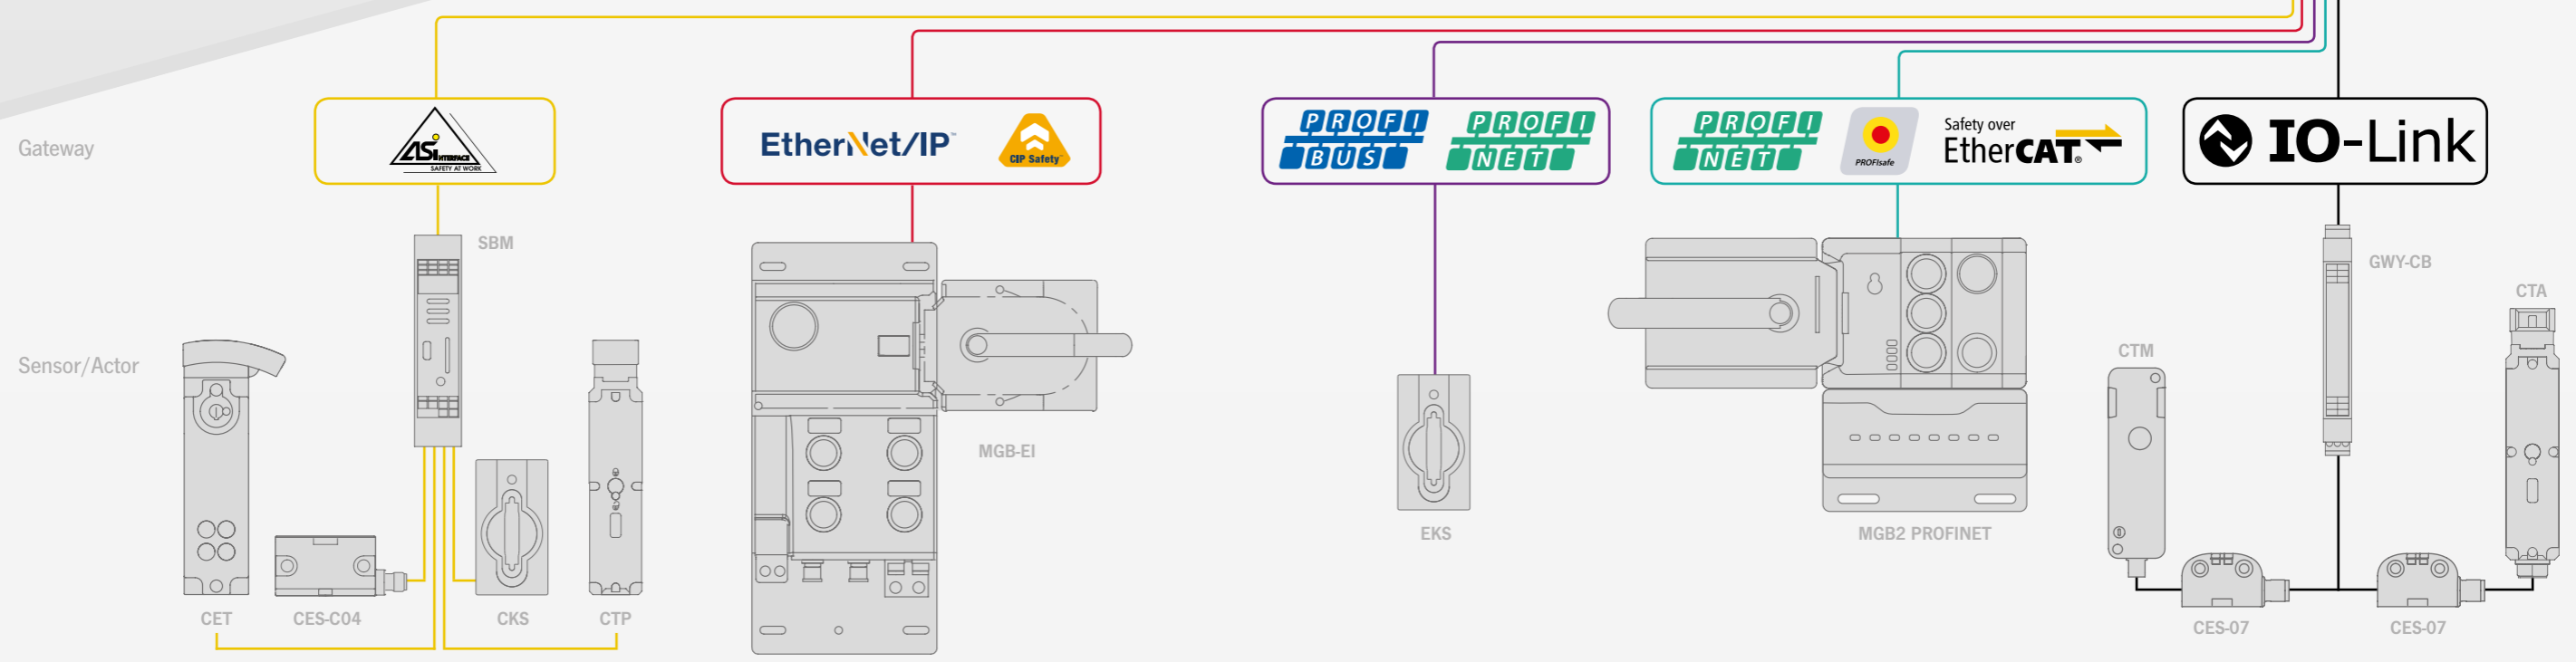 Gateway
ASi INTERFACE
SAFETY AT WORK
EtherNet/IP™
CIP Safety™
PROFI
BUS
PROFI
NET
PROFI
NET
PROFIsafe
Safety over
EtherCAT®
IO-Link
SBM
GWY-CB
CTA
Sensor/Actor
CTM
MGB-EI
EKS
MGB2 PROFINET
CET
CES-C04
CKS
CTP
CES-07
CES-07